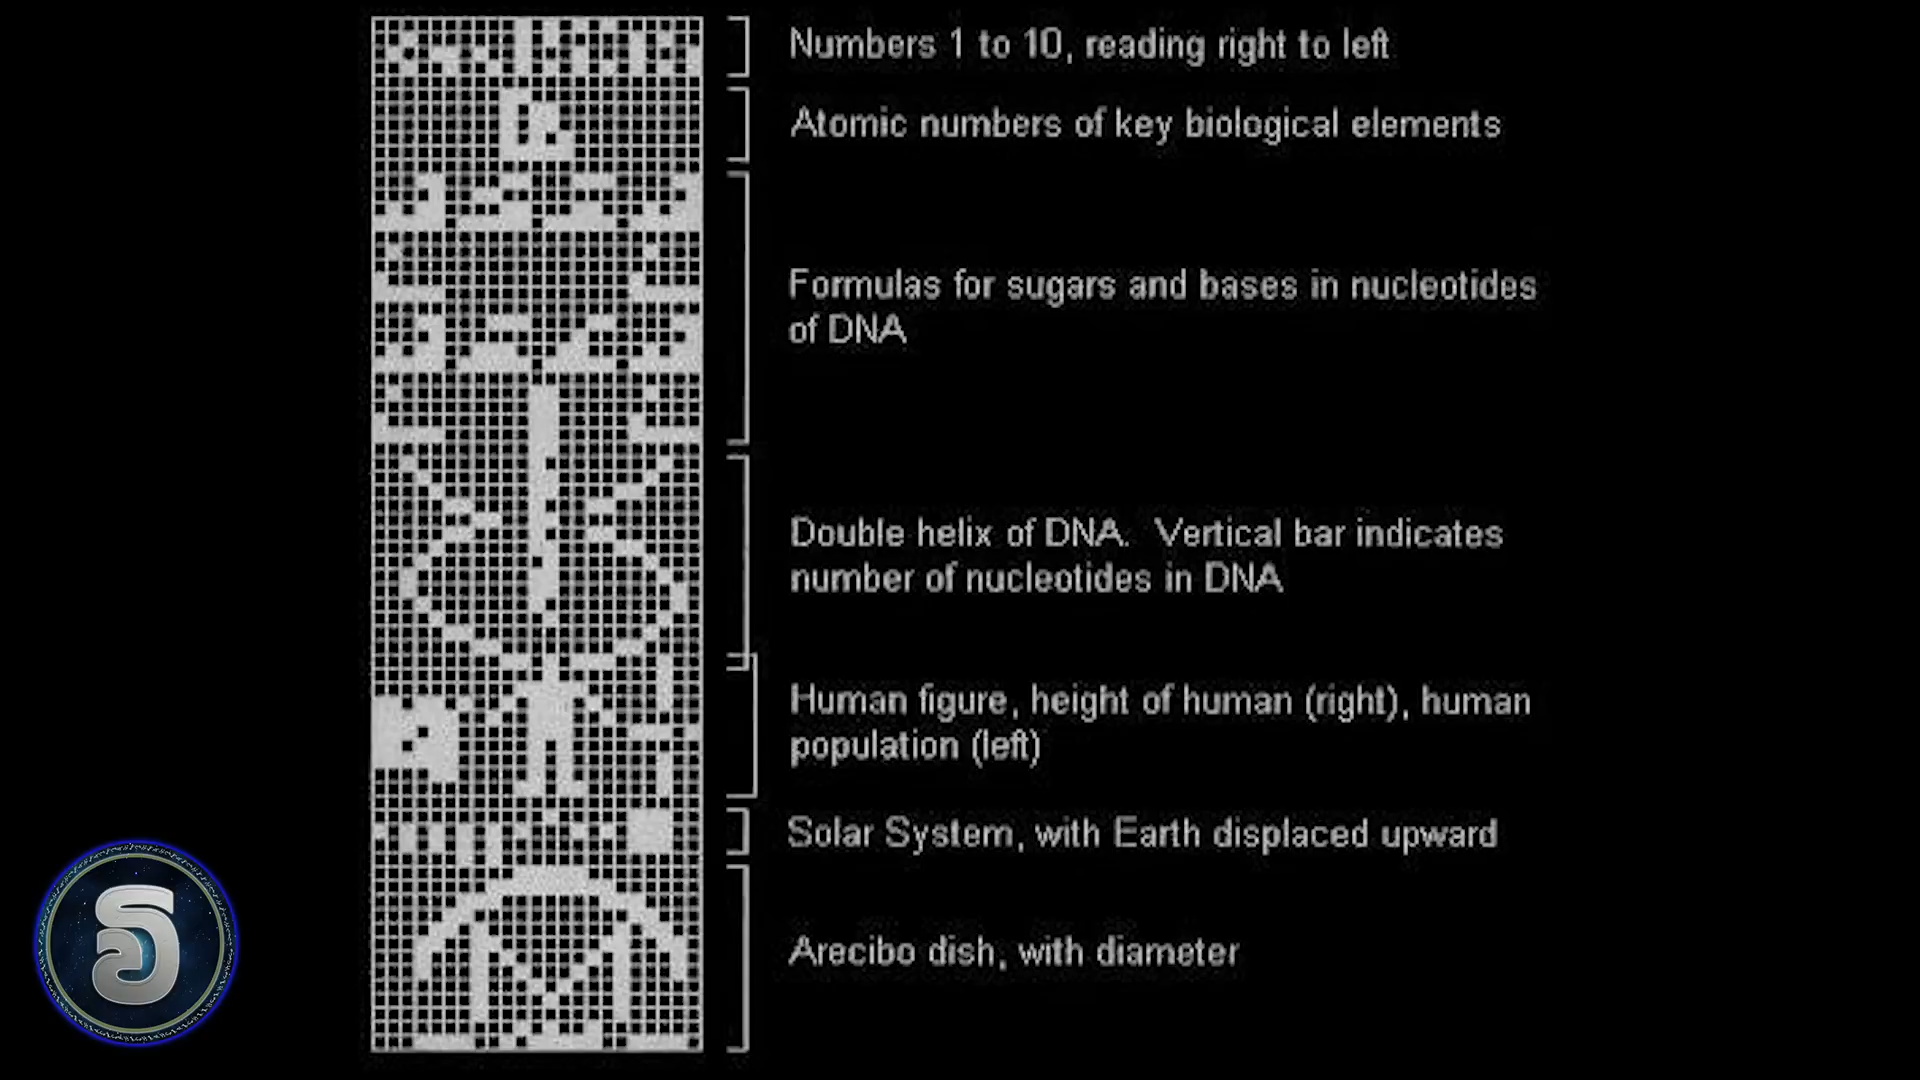 Numbers 1 to 10, reading right to left
Atomic numbers of key biological elements
Formulas for sugars and bases in nucleotides
of DNA
Double helix of DNA. Vertical bar indicates
number of nucleotides in DNA
Human figure, height of human (right), human
population (left)
Solar System, with Earth displaced upward
Arecibo dish, with diameter